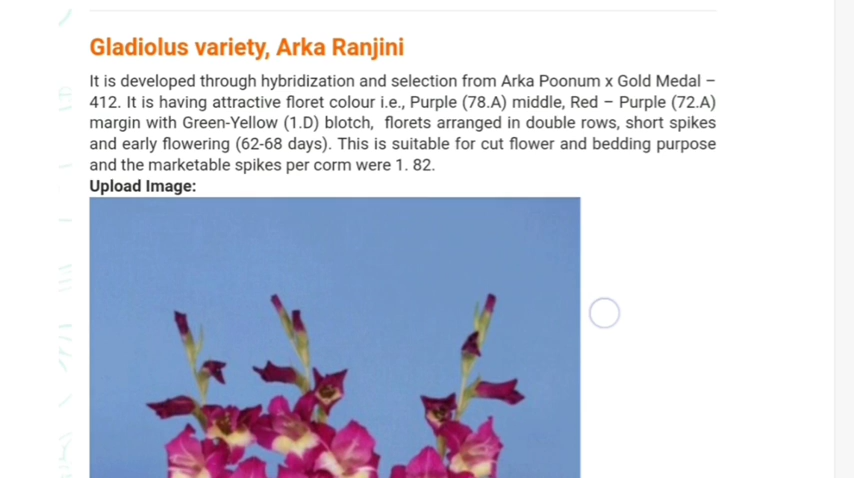 Gladiolus variety, Arka Ranjini
It is developed through hybridization and selection from Arka Poonum x Gold Medal –
412. It is having attractive floret colour i.e., Purple (78.A) middle, Red – Purple (72.A)
margin with Green-Yellow (1.D) blotch, florets arranged in double rows, short spikes
and early flowering (62-68 days). This is suitable for cut flower and bedding purpose
and the marketable spikes per corm were 1. 82.
Upload Image: